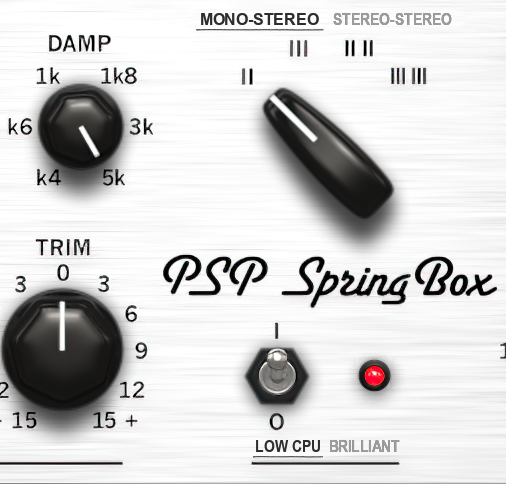 MONO-STEREO STEREO-STEREO
DAMP
II III II II III III
1k 1k8
k6 3k
k4 5k
TRIM
0
3 3
PSP SpringBox
6
I
9
2 12
- 15 15 +
O
LOW CPU BRILLIANT
1